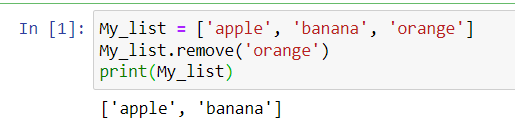 In [1]: My_list = ['apple', 'banana', 'orange']
My_list.remove('orange')
print(My_list)
['apple', 'banana']